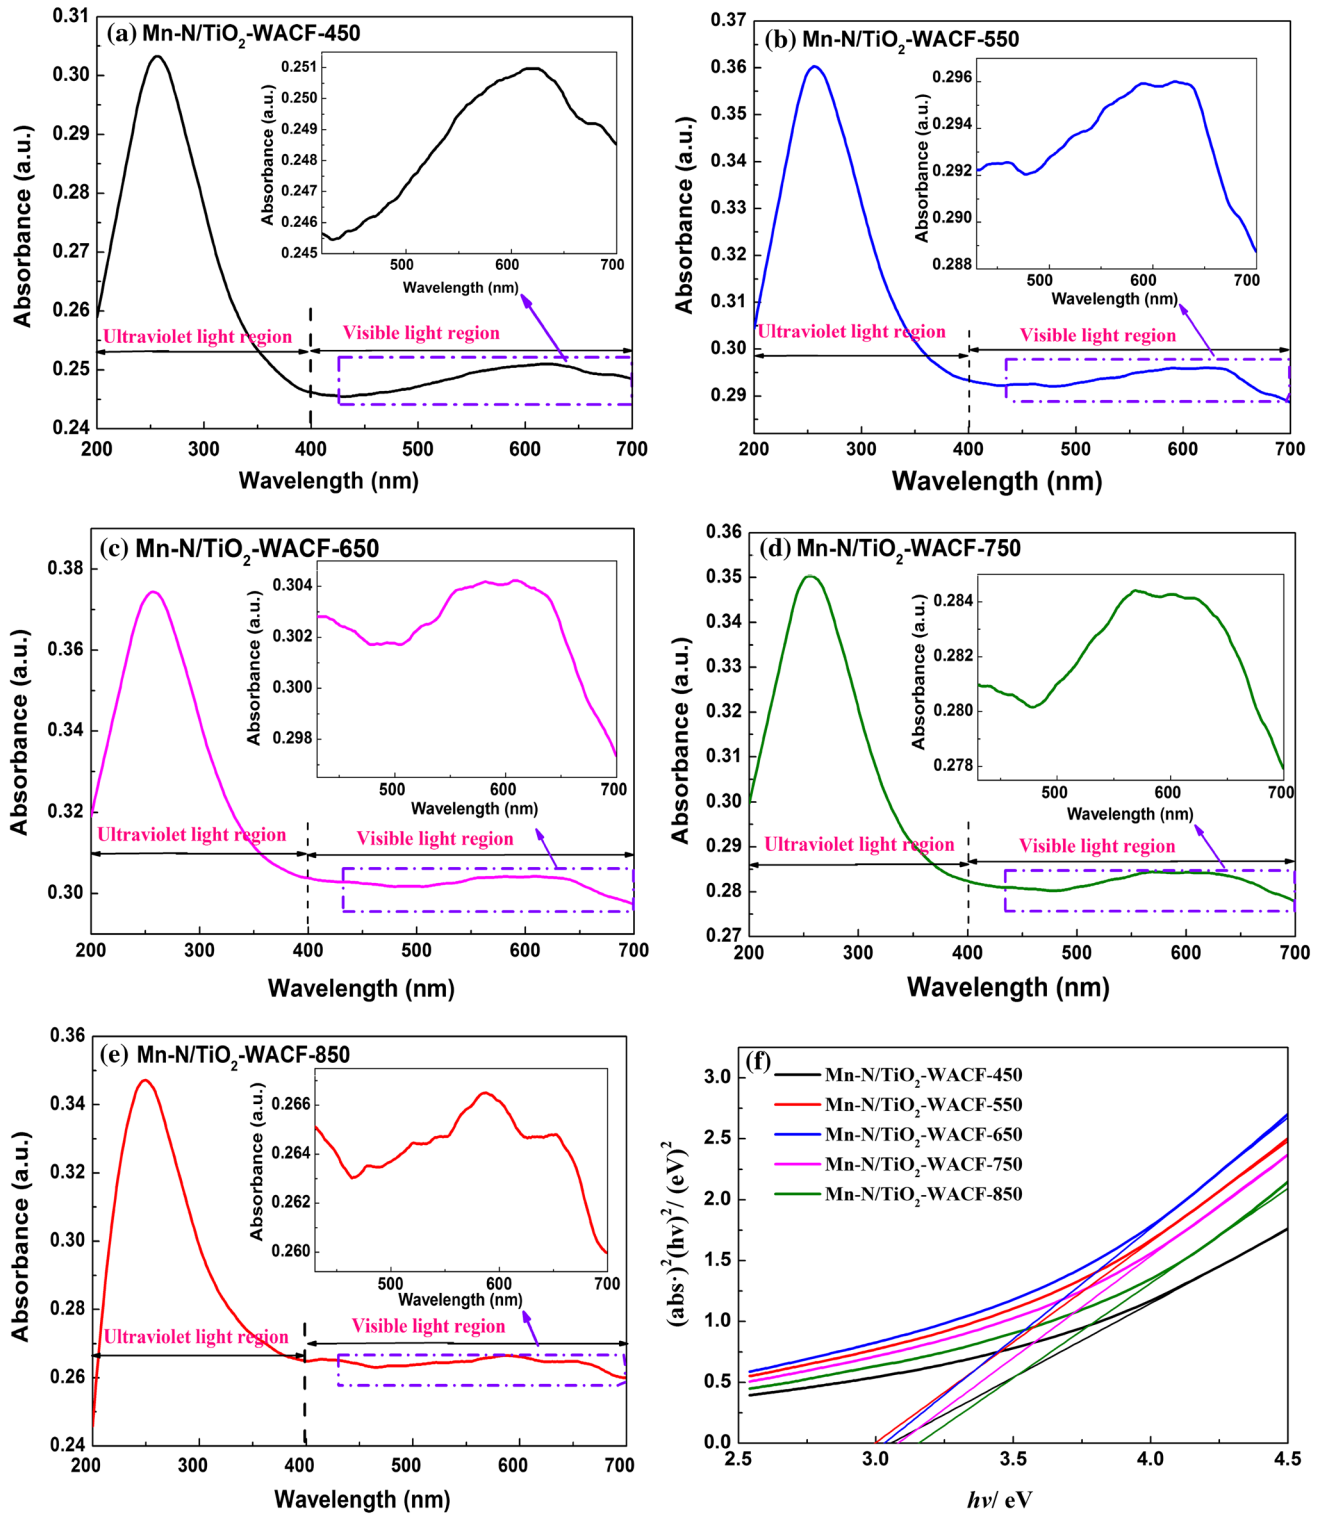 (a) Mn-N/TiO2-WACF-450
0.31
0.30
0.29
0.28
0.27
0.26
0.25
0.24
Absorbance (a.u.)
200 300 400 500 600 700
Wavelength (nm)
0.251
0.250
0.249
0.248
0.247
0.246
0.245
Absorbance (a.u.)
500 600 700
Wavelength (nm)
Ultraviolet light region
Visible light region
(b) Mn-N/TiO2-WACF-550
0.37
0.36
0.35
0.34
0.33
0.32
0.31
0.30
0.29
Absorbance (a.u.)
200 300 400 500 600 700
Wavelength (nm)
0.296
0.294
0.292
0.290
0.288
Absorbance (a.u.)
500 600 700
Wavelength (nm)
Ultraviolet light region
Visible light region
(c) Mn-N/TiO2-WACF-650
0.38
0.36
0.34
0.32
0.30
Absorbance (a.u.)
200 300 400 500 600 700
Wavelength (nm)
0.304
0.302
0.300
0.298
Absorbance (a.u.)
500 600 700
Wavelength (nm)
Ultraviolet light region
Visible light region
(d) Mn-N/TiO2-WACF-750
0.36
0.35
0.34
0.33
0.32
0.31
0.30
0.29
0.28
0.27
Absorbance (a.u.)
200 300 400 500 600 700
Wavelength (nm)
0.284
0.282
0.280
0.278
Absorbance (a.u.)
500 600 700
Wavelength (nm)
Ultraviolet light region
Visible light region
(e) Mn-N/TiO2-WACF-850
0.36
0.34
0.32
0.30
0.28
0.26
0.24
Absorbance (a.u.)
200 300 400 500 600 700
Wavelength (nm)
0.266
0.264
0.262
0.260
Absorbance (a.u.)
500 600 700
Wavelength (nm)
Ultraviolet light region
Visible light region
(f)
Mn-N/TiO2-WACF-450
Mn-N/TiO2-WACF-550
Mn-N/TiO2-WACF-650
Mn-N/TiO2-WACF-750
Mn-N/TiO2-WACF-850
3.0
2.5
2.0
1.5
1.0
0.5
0.0
(abs·)²(hν)²/ (eV)²
2.5 3.0 3.5 4.0 4.5
hν/ eV